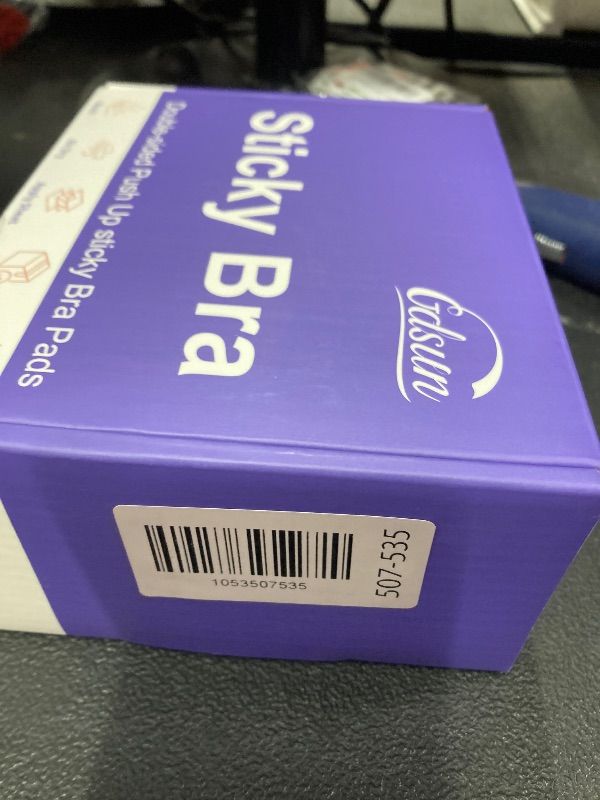 Gdsun
Sticky Bra
Double-sided Push Up sticky Bra Pads
1053507535
507-535